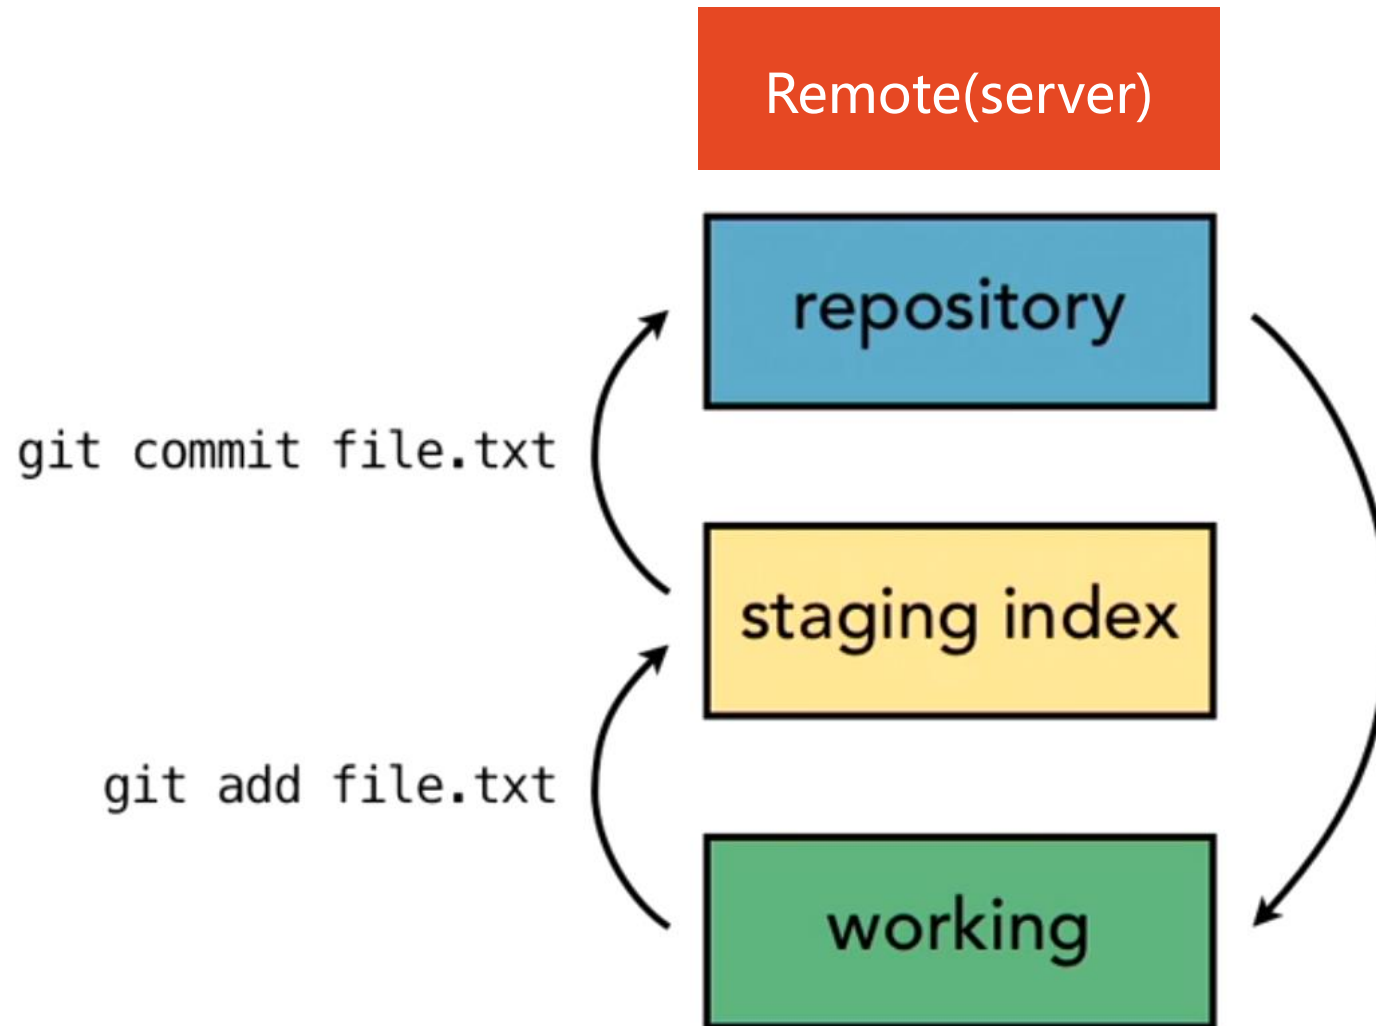 Remote(server)
repository
git commit file.txt
staging index
git add file.txt
working